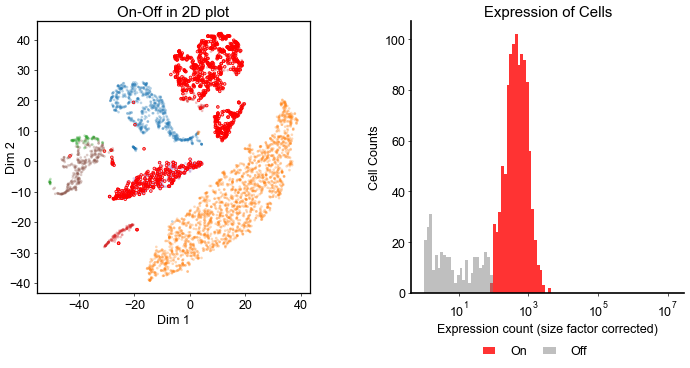 On-Off in 2D plot
40
30
20
10
0
−10
−20
−30
−40
Dim 2
−40 −20 0 20 40
Dim 1
Expression of Cells
100
80
60
40
20
0
Cell Counts
10^1 10^3 10^5 10^7
Expression count (size factor corrected)
On Off